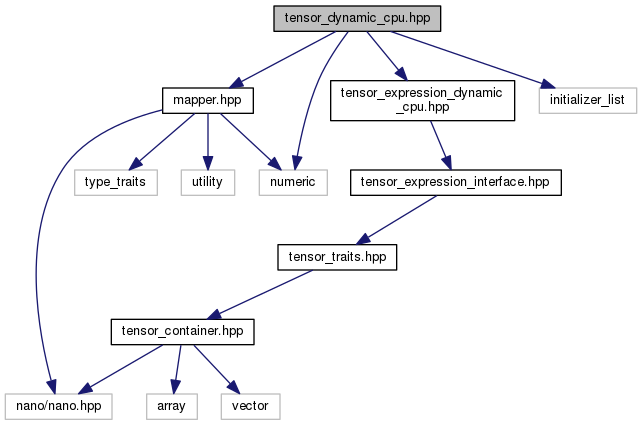 tensor_dynamic_cpu.hpp
mapper.hpp
tensor_expression_dynamic
_cpu.hpp
initializer_list
type_traits
utility
numeric
tensor_expression_interface.hpp
tensor_traits.hpp
tensor_container.hpp
nano/nano.hpp
array
vector